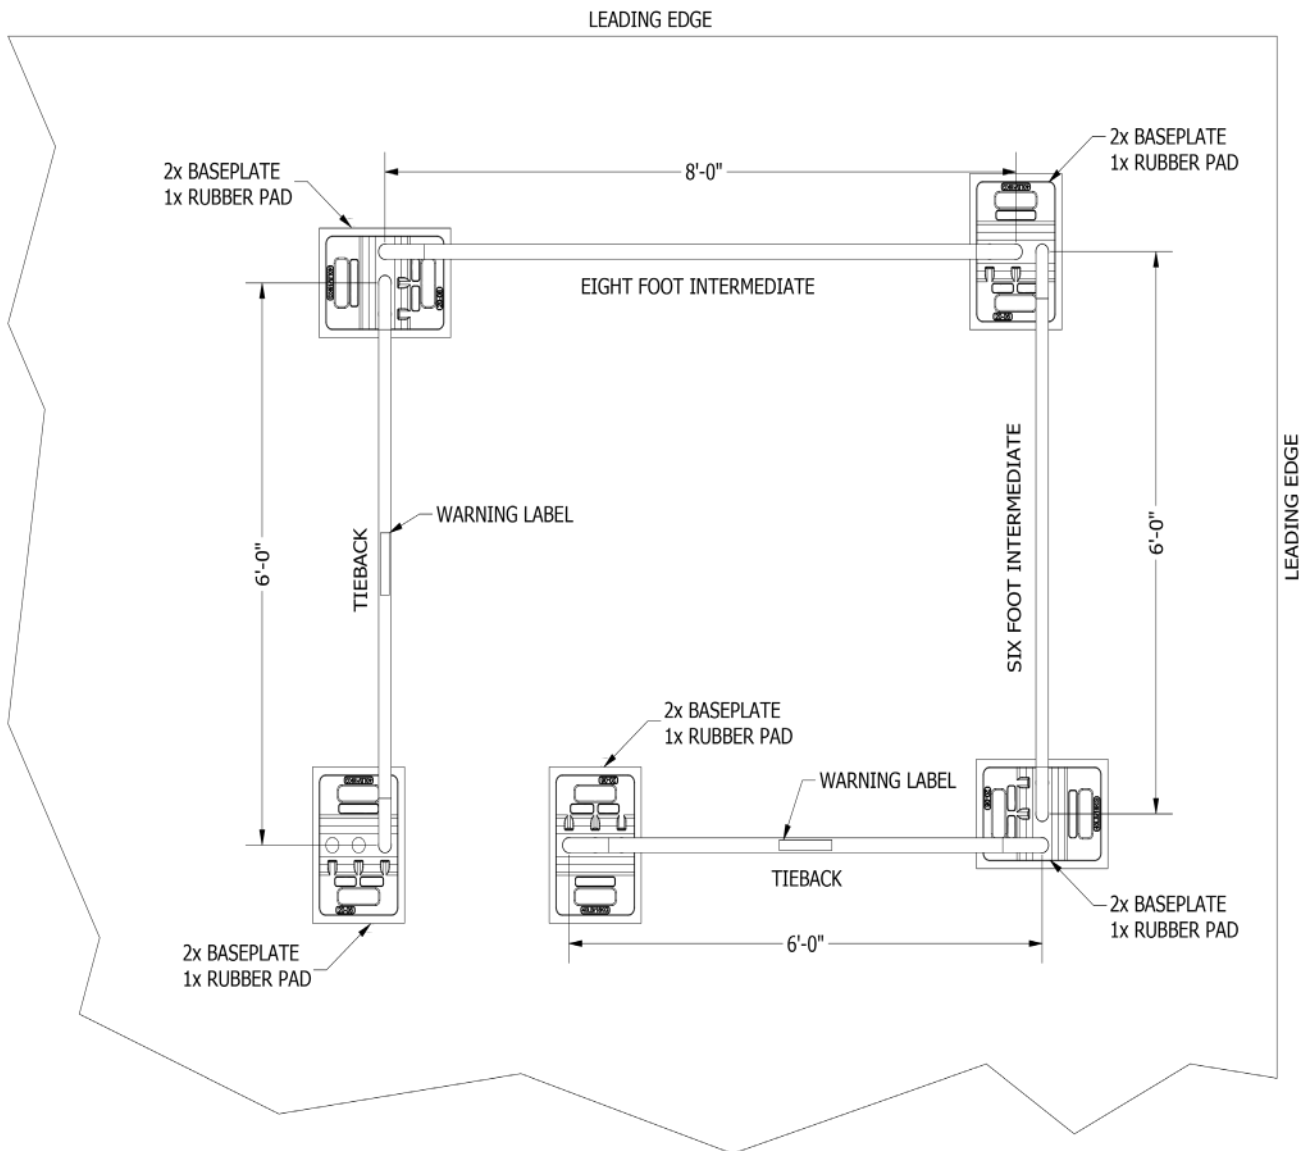 LEADING EDGE
2x BASEPLATE
1x RUBBER PAD
8'-0"
2x BASEPLATE
1x RUBBER PAD
EIGHT FOOT INTERMEDIATE
WARNING LABEL
TIEBACK
6'-0"
SIX FOOT INTERMEDIATE
6'-0"
LEADING EDGE
2x BASEPLATE
1x RUBBER PAD
WARNING LABEL
TIEBACK
6'-0"
2x BASEPLATE
1x RUBBER PAD
2x BASEPLATE
1x RUBBER PAD